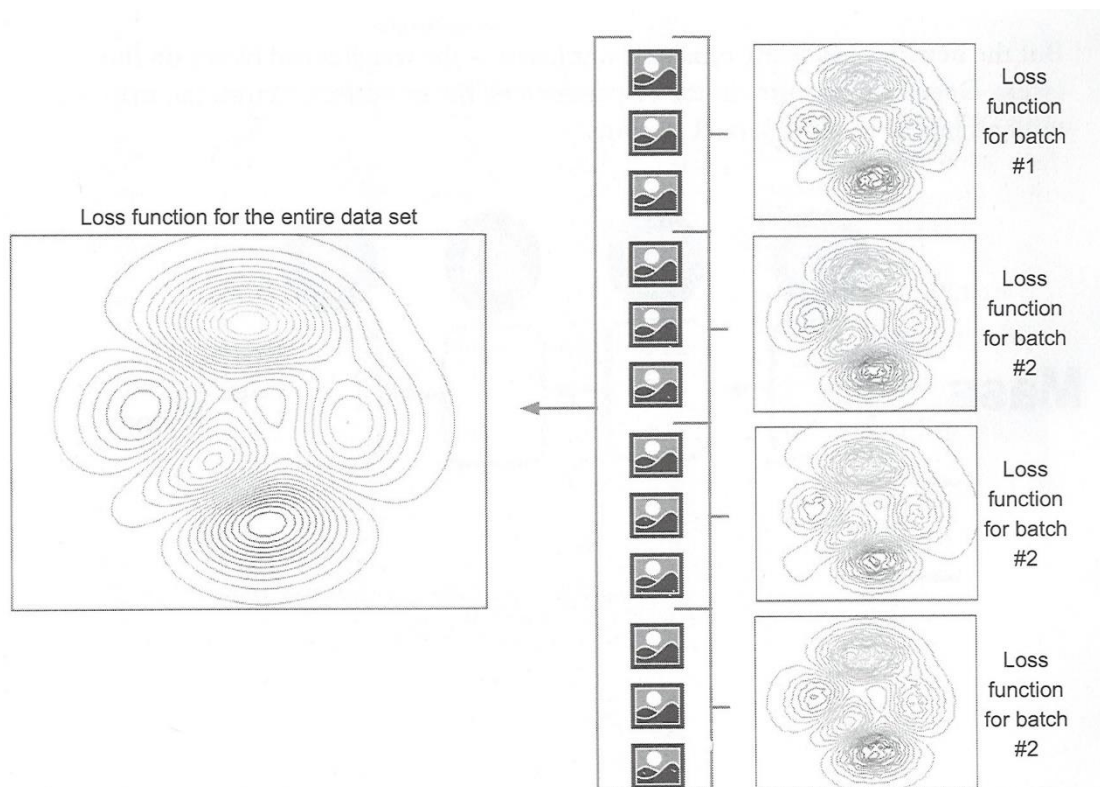 Loss
function
for batch
#1
Loss function for the entire data set
Loss
function
for batch
#2
Loss
function
for batch
#2
Loss
function
for batch
#2